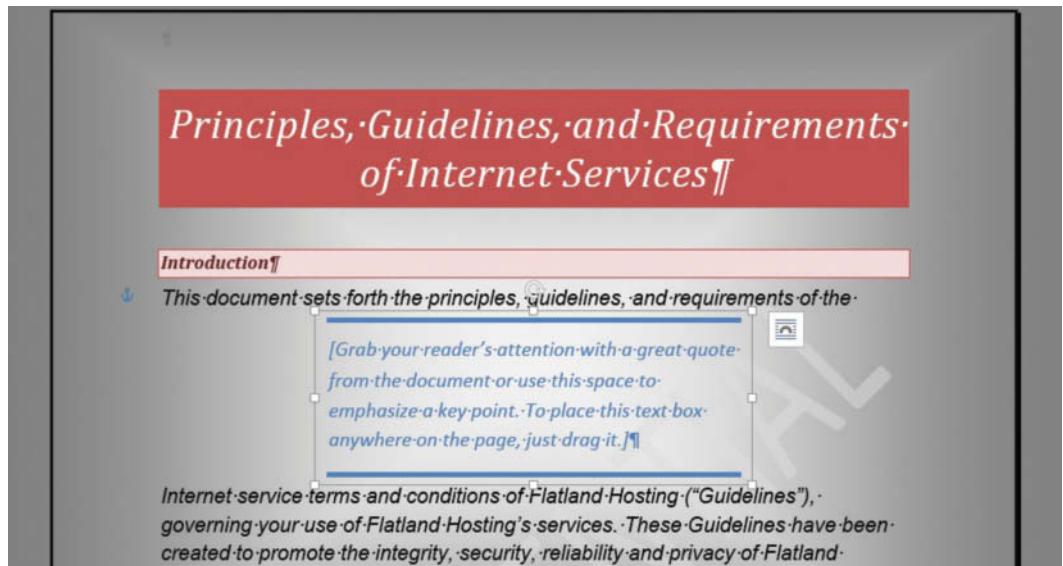 Principles, Guidelines, and Requirements
of Internet Services¶
Introduction¶
This document sets forth the principles, guidelines, and requirements of the
[Grab your reader's attention with a great quote
from the document or use this space to
emphasize a key point. To place this text box
anywhere on the page, just drag it.]¶
Internet service terms and conditions of Flatland Hosting (“Guidelines”),
governing your use of Flatland Hosting's services. These Guidelines have been
created to promote the integrity, security, reliability and privacy of Flatland